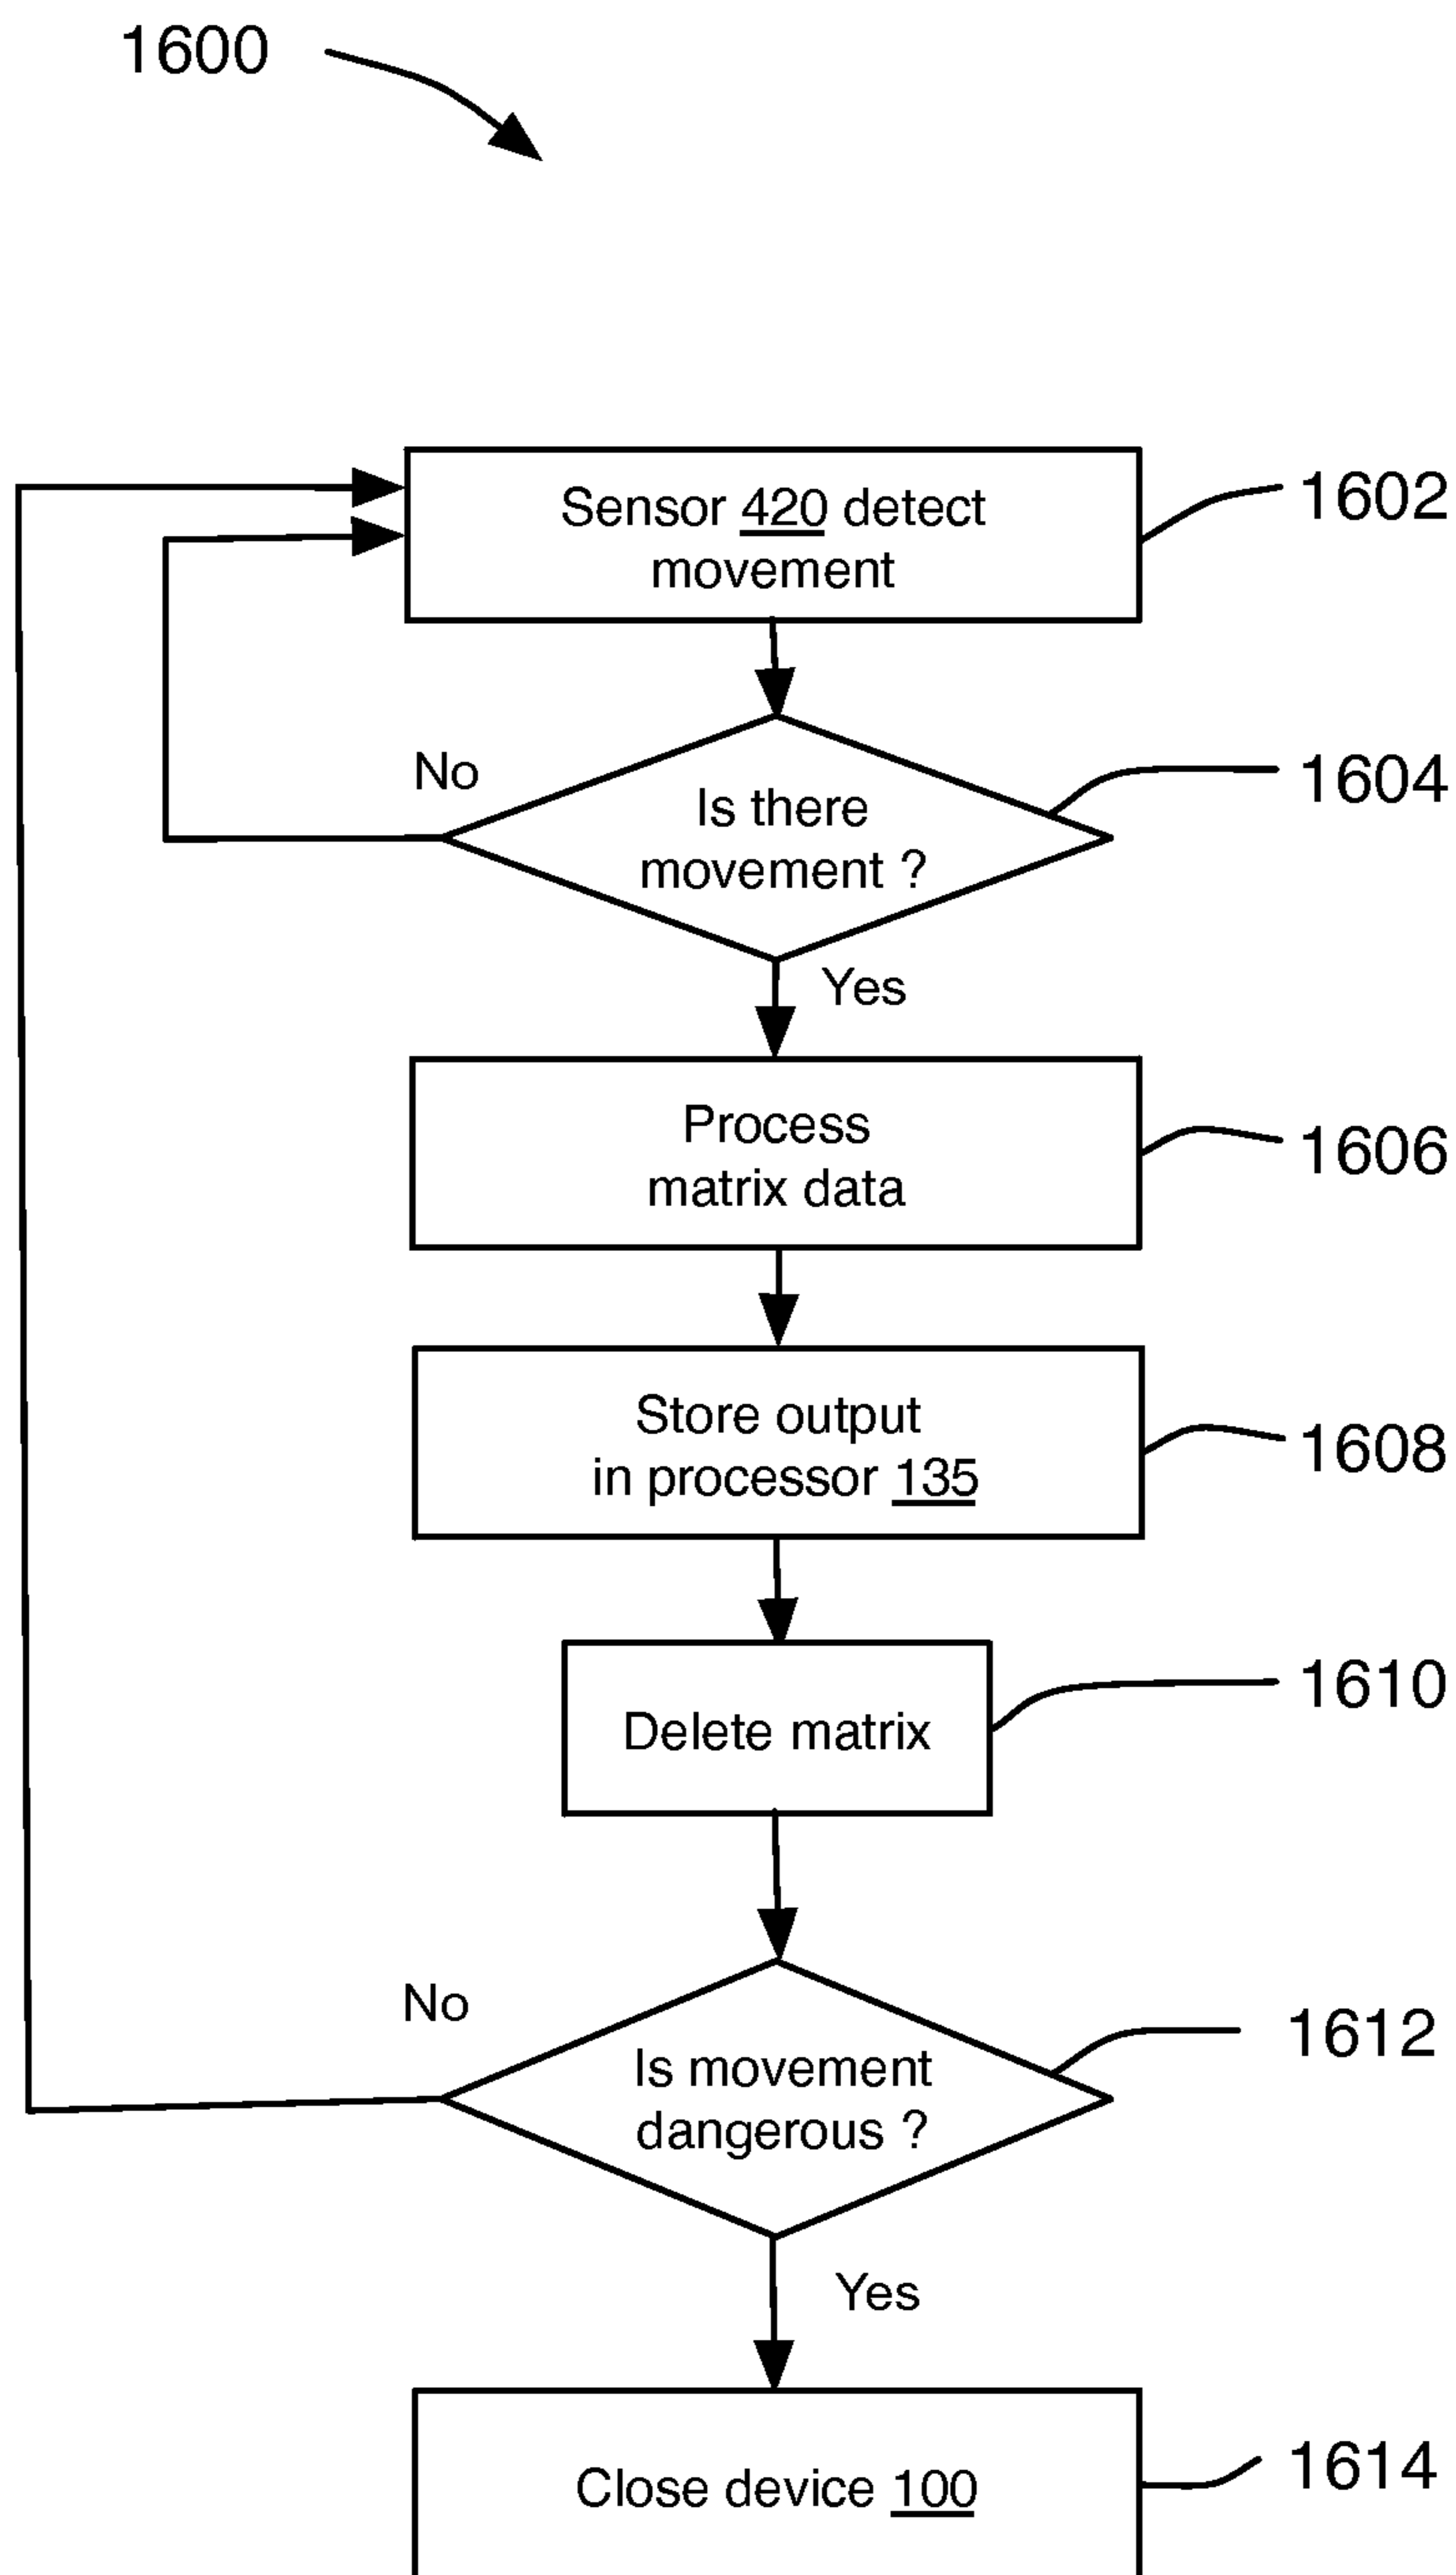 1600
Sensor 420 detect
movement
1602
No
Is there
movement ?
1604
Yes
Process
matrix data
1606
Store output
in processor 135
1608
Delete matrix
1610
No
Is movement
dangerous ?
1612
Yes
Close device 100
1614